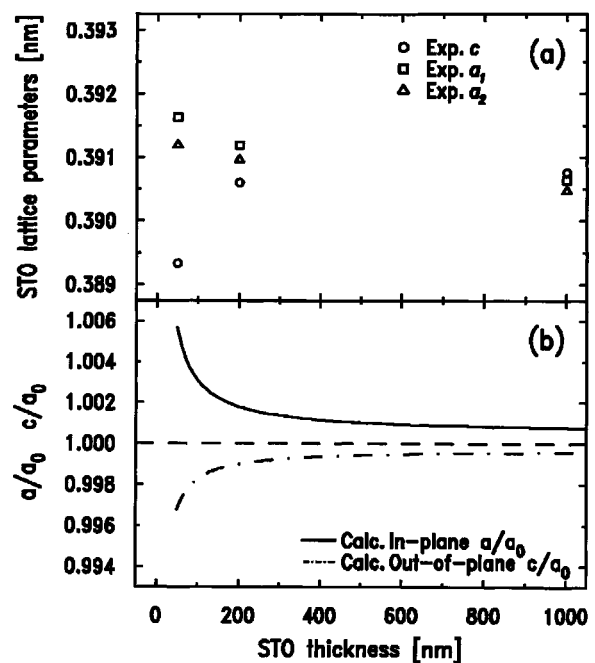 0.393
0.392
0.391
0.390
0.389
STO lattice parameters [nm]
Exp. c
Exp. a1
Exp. a2
(a)
1.006
1.004
1.002
1.000
0.998
0.996
0.994
a/a0 c/a0
(b)
Calc. In-plane a/a0
Calc. Out-of-plane c/a0
0 200 400 600 800 1000
STO thickness [nm]